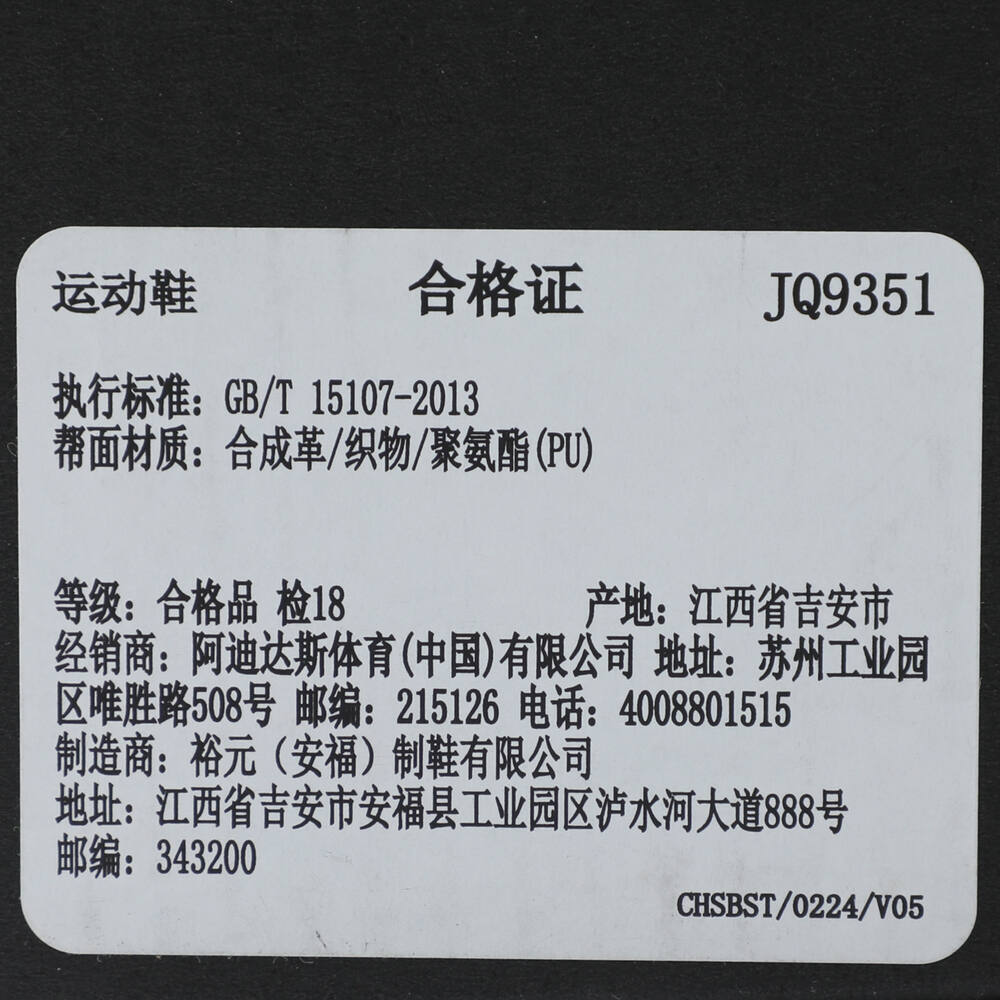 运动鞋 合格证 JQ9351
执行标准：GB/T 15107-2013
帮面材质：合成革/织物/聚氨酯(PU)
等级：合格品 检18 产地：江西省吉安市
经销商：阿迪达斯体育(中国)有限公司 地址：苏州工业园
区唯胜路508号 邮编：215126 电话：4008801515
制造商：裕元（安福）制鞋有限公司
地址：江西省吉安市安福县工业园区泸水河大道888号
邮编：343200
CHSBST/0224/V05